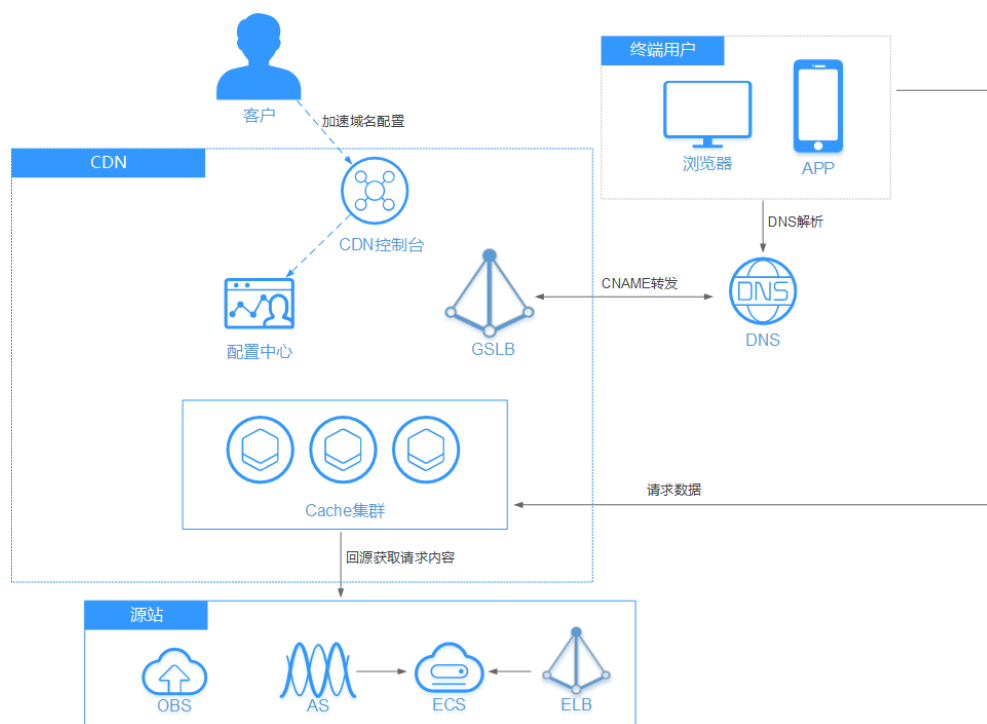 终端用户
客户
加速域名配置
浏览器
APP
CDN
CDN控制台
DNS解析
配置中心
GSLB
CNAME转发
DNS
DNS
Cache集群
请求数据
回源获取请求内容
源站
OBS
AS
ECS
ELB